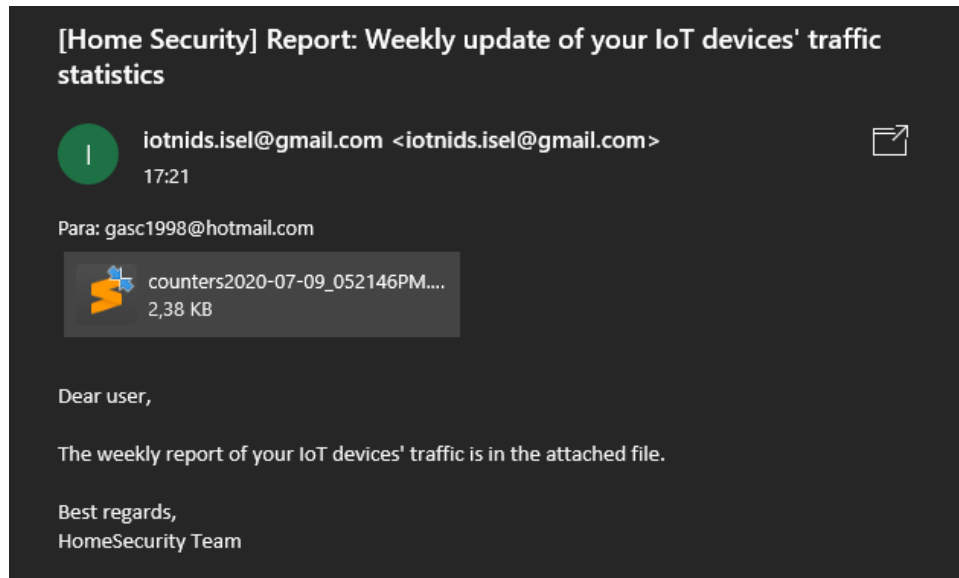 [Home Security] Report: Weekly update of your IoT devices' traffic
statistics
I
iotnids.isel@gmail.com <iotnids.isel@gmail.com>
17:21
Para: gasc1998@hotmail.com
counters2020-07-09_052146PM....
2,38 KB
Dear user,
The weekly report of your IoT devices' traffic is in the attached file.
Best regards,
HomeSecurity Team